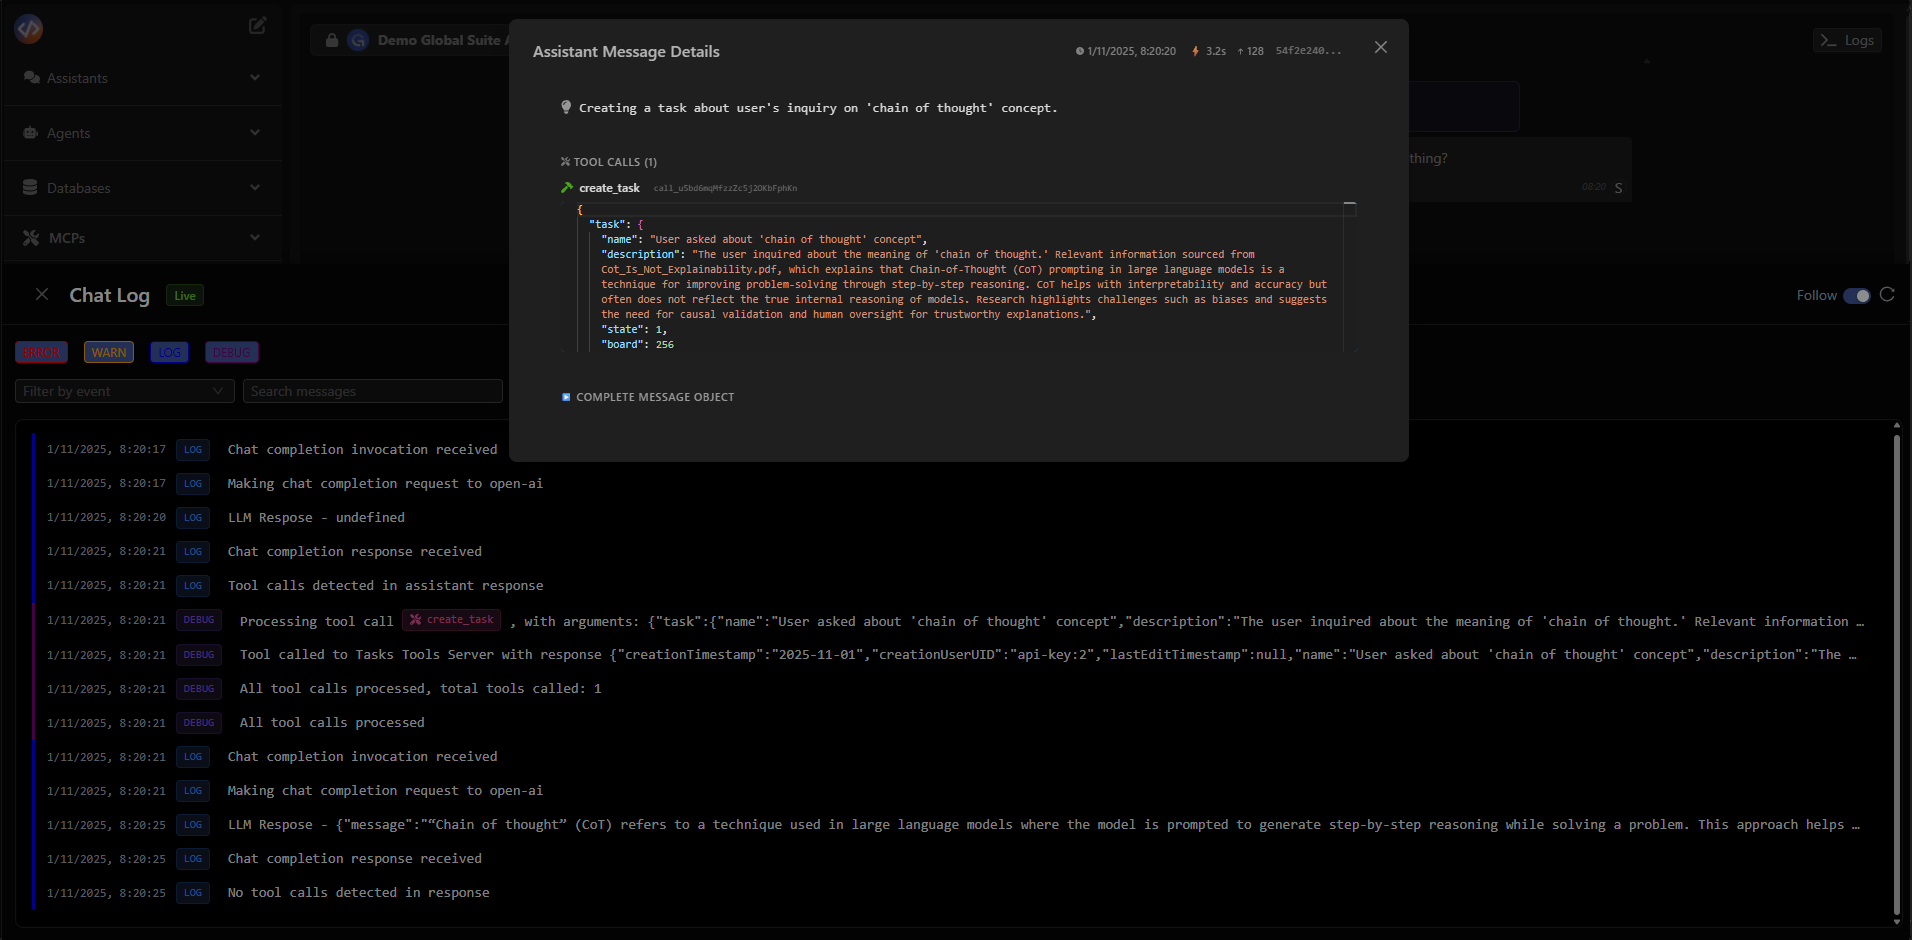 Demo Global Suite A
>_ Logs
Assistants
Agents
Databases
MCPs
Assistant Message Details
1/11/2025, 8:20:20
3.2s
↑ 128
54f2e240...
Creating a task about user's inquiry on 'chain of thought' concept.
TOOL CALLS (1)
create_task call_u5bd6mqMfzzZc5j2OKbFphKn
{
"task": {
"name": "User asked about 'chain of thought' concept",
"description": "The user inquired about the meaning of 'chain of thought.' Relevant information sourced from
Cot_Is_Not_Explainability.pdf, which explains that Chain-of-Thought (CoT) prompting in large language models is a
technique for improving problem-solving through step-by-step reasoning. CoT helps with interpretability and accuracy but
often does not reflect the true internal reasoning of models. Research highlights challenges such as biases and suggests
the need for causal validation and human oversight for trustworthy explanations.",
"state": 1,
"board": 256
COMPLETE MESSAGE OBJECT
thing?
08:20 S
Chat Log Live
Follow
ERROR WARN LOG DEBUG
Filter by event
Search messages
1/11/2025, 8:20:17 LOG Chat completion invocation received
1/11/2025, 8:20:17 LOG Making chat completion request to open-ai
1/11/2025, 8:20:20 LOG LLM Respose - undefined
1/11/2025, 8:20:21 LOG Chat completion response received
1/11/2025, 8:20:21 LOG Tool calls detected in assistant response
1/11/2025, 8:20:21 DEBUG Processing tool call create_task , with arguments: {"task":{"name":"User asked about 'chain of thought' concept","description":"The user inquired about the meaning of 'chain of thought.' Relevant information …
1/11/2025, 8:20:21 DEBUG Tool called to Tasks Tools Server with response {"creationTimestamp":"2025-11-01","creationUserUID":"api-key:2","lastEditTimestamp":null,"name":"User asked about 'chain of thought' concept","description":"The …
1/11/2025, 8:20:21 DEBUG All tool calls processed, total tools called: 1
1/11/2025, 8:20:21 DEBUG All tool calls processed
1/11/2025, 8:20:21 LOG Chat completion invocation received
1/11/2025, 8:20:21 LOG Making chat completion request to open-ai
1/11/2025, 8:20:25 LOG LLM Respose - {"message":"“Chain of thought” (CoT) refers to a technique used in large language models where the model is prompted to generate step-by-step reasoning while solving a problem. This approach helps …
1/11/2025, 8:20:25 LOG Chat completion response received
1/11/2025, 8:20:25 LOG No tool calls detected in response